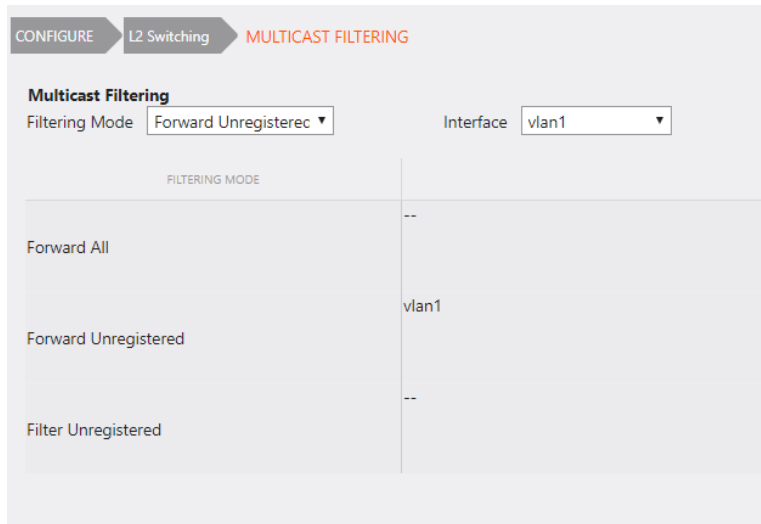 CONFIGURE L2 Switching MULTICAST FILTERING
Multicast Filtering
Filtering Mode Forward Unregisterec Interface vlan1
FILTERING MODE
--
Forward All
vlan1
Forward Unregistered
--
Filter Unregistered